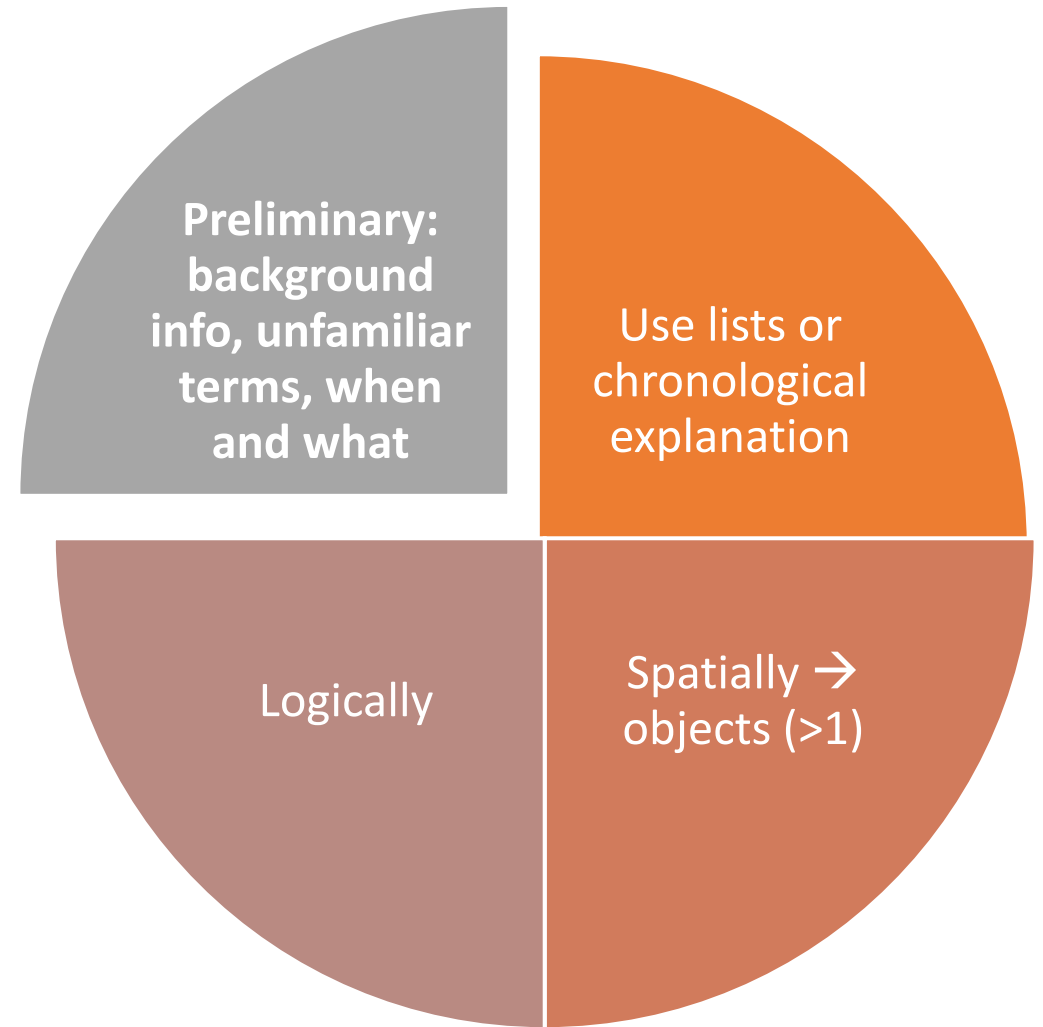 Preliminary:
background
info, unfamiliar
terms, when
and what
Use lists or
chronological
explanation
Logically
Spatially →
objects (>1)